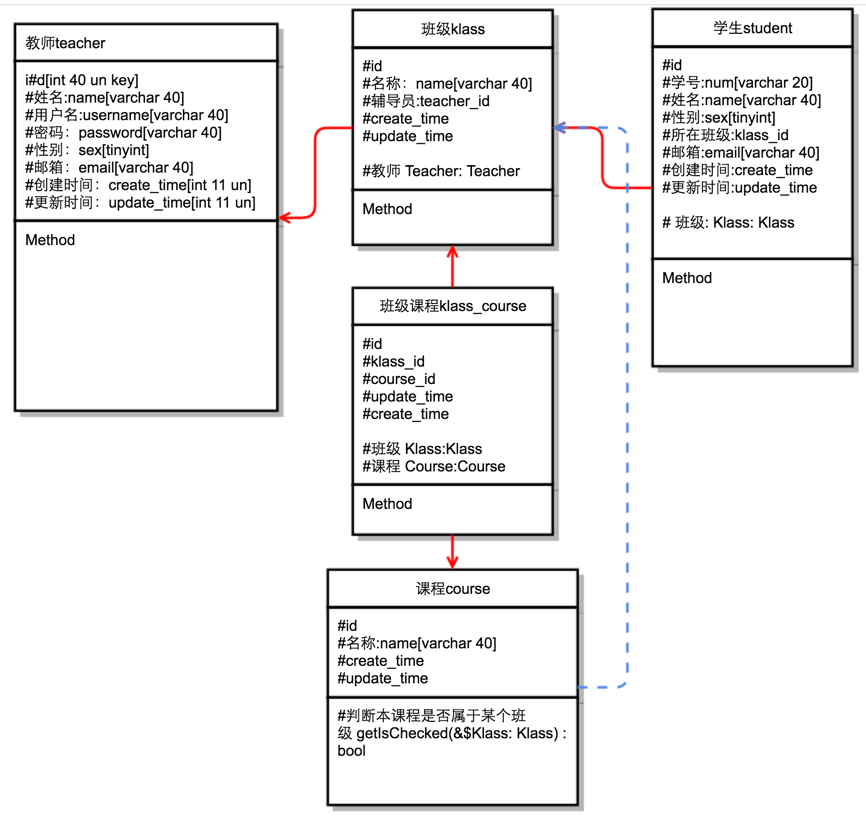 教师teacher
i#d[int 40 un key]
#姓名:name[varchar 40]
#用户名:username[varchar 40]
#密码：password[varchar 40]
#性别：sex[tinyint]
#邮箱：email[varchar 40]
#创建时间：create_time[int 11 un]
#更新时间：update_time[int 11 un]
Method
班级klass
#id
#名称：name[varchar 40]
#辅导员:teacher_id
#create_time
#update_time
#教师 Teacher: Teacher
Method
学生student
#id
#学号:num[varchar 20]
#姓名:name[varchar 40]
#性别:sex[tinyint]
#所在班级:klass_id
#邮箱:email[varchar 40]
#创建时间:create_time
#更新时间:update_time
# 班级: Klass: Klass
Method
班级课程klass_course
#id
#klass_id
#course_id
#update_time
#create_time
#班级 Klass:Klass
#课程 Course:Course
Method
课程course
#id
#名称:name[varchar 40]
#create_time
#update_time
#判断本课程是否属于某个班
级 getIsChecked(&$Klass: Klass) :
bool